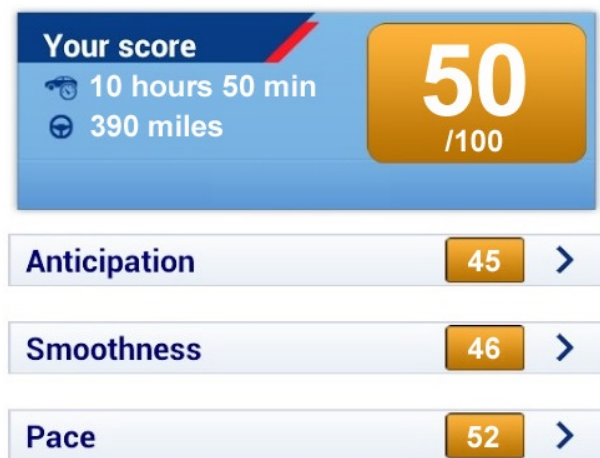 Your score
10 hours 50 min
390 miles
50
/100
Anticipation 45
Smoothness 46
Pace 52